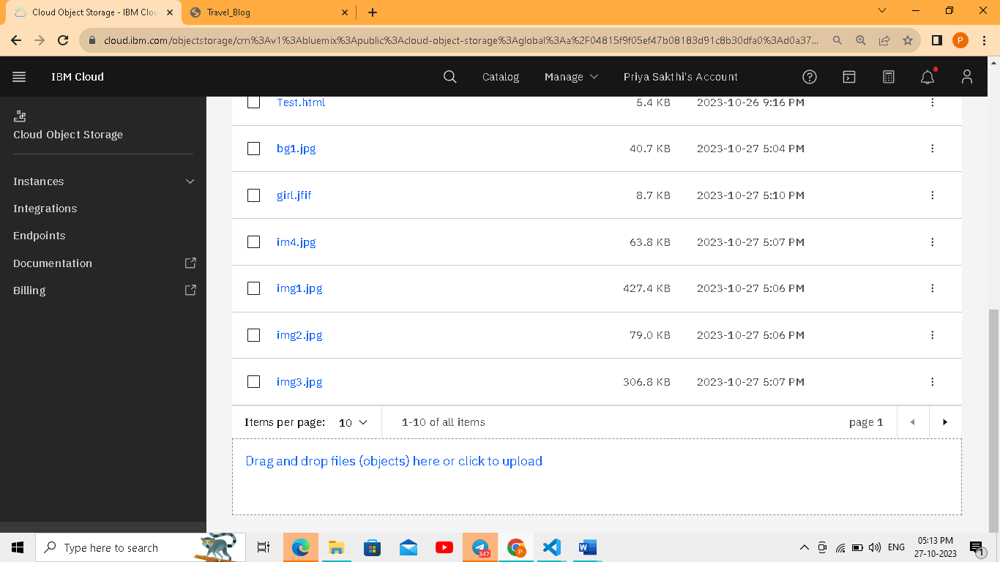 Cloud Object Storage - IBM Clou
Travel_Blog
cloud.ibm.com/objectstorage/crn%3Av1%3Abluemix%3Apublic%3Acloud-object-storage%3Aglobal%3Aa%2F04815f9f05ef47b08183d91c8b30dfa0%3Ad0a37...
P
IBM Cloud
Catalog
Manage
Priya Sakthi's Account
Cloud Object Storage
Instances
Integrations
Endpoints
Documentation
Billing
Test.html 5.4 KB 2023-10-26 9:16 PM
bg1.jpg 40.7 KB 2023-10-27 5:04 PM
girl.jfif 8.7 KB 2023-10-27 5:10 PM
im4.jpg 63.8 KB 2023-10-27 5:07 PM
img1.jpg 427.4 KB 2023-10-27 5:06 PM
img2.jpg 79.0 KB 2023-10-27 5:06 PM
img3.jpg 306.8 KB 2023-10-27 5:07 PM
Items per page: 10 1-10 of all items page 1
Drag and drop files (objects) here or click to upload
Type here to search
347
P
W
ENG
05:13 PM
27-10-2023
1